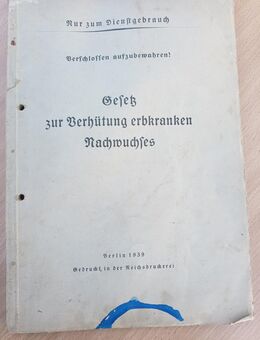 Nur zum Dienstgebrauch
Verschlossen aufzubewahren!
Gesetz
zur Verhütung erbkranken
Nachwuchses
Berlin 1939
Gedruckt in der Reichsdruckerei